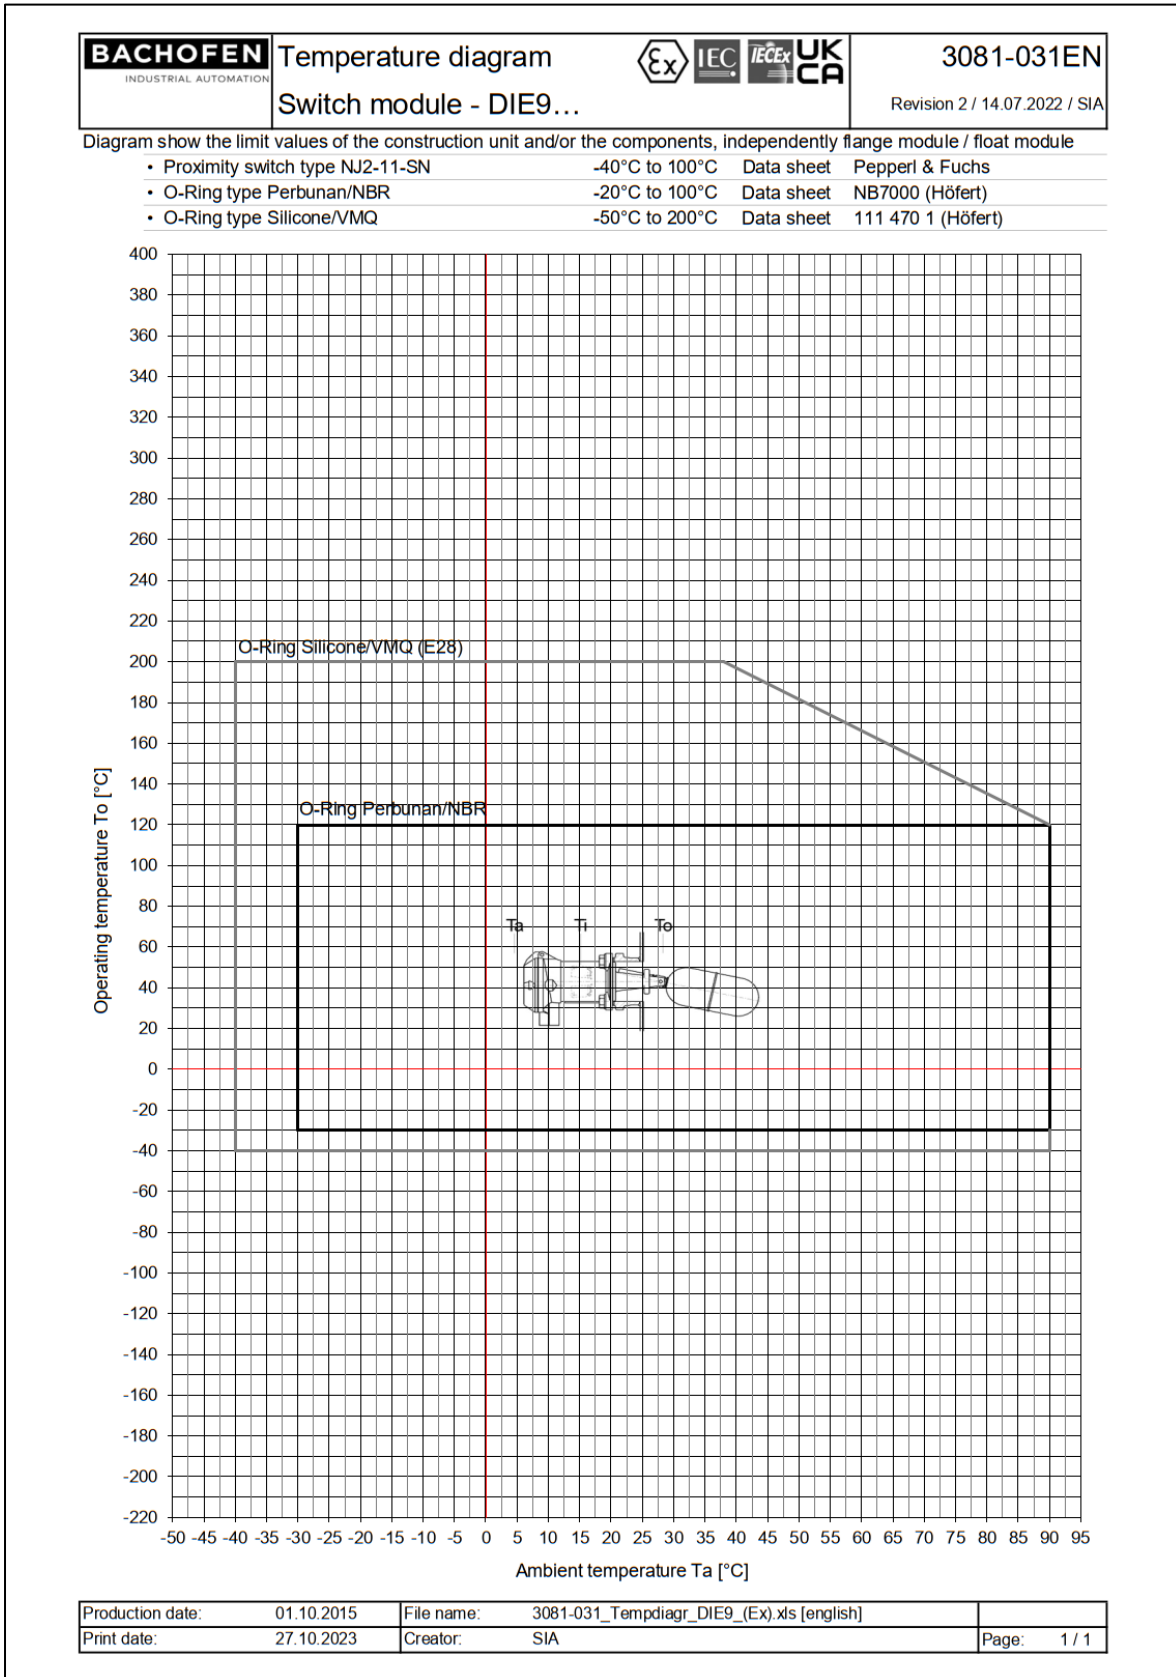 BACHOFEN
INDUSTRIAL AUTOMATION
Temperature diagram
Switch module - DIE9...
Ex IEC IECEx UK CA
3081-031EN
Revision 2 / 14.07.2022 / SIA
Diagram show the limit values of the construction unit and/or the components, independently flange module / float module
• Proximity switch type NJ2-11-SN -40°C to 100°C Data sheet Pepperl & Fuchs
• O-Ring type Perbunan/NBR -20°C to 100°C Data sheet NB7000 (Höfert)
• O-Ring type Silicone/VMQ -50°C to 200°C Data sheet 111 470 1 (Höfert)
400
380
360
340
320
300
280
260
240
220
O-Ring Silicone/VMQ (E28)
200
180
160
140
O-Ring Perbunan/NBR
120
100
80
Ta Ti To
60
40
20
0
-20
-40
-60
-80
-100
-120
-140
-160
-180
-200
-220
Operating temperature To [°C]
-50 -45 -40 -35 -30 -25 -20 -15 -10 -5 0 5 10 15 20 25 30 35 40 45 50 55 60 65 70 75 80 85 90 95
Ambient temperature Ta [°C]
Production date: 01.10.2015 File name: 3081-031_Tempdiagr_DIE9_(Ex).xls [english]
Print date: 27.10.2023 Creator: SIA Page: 1 / 1